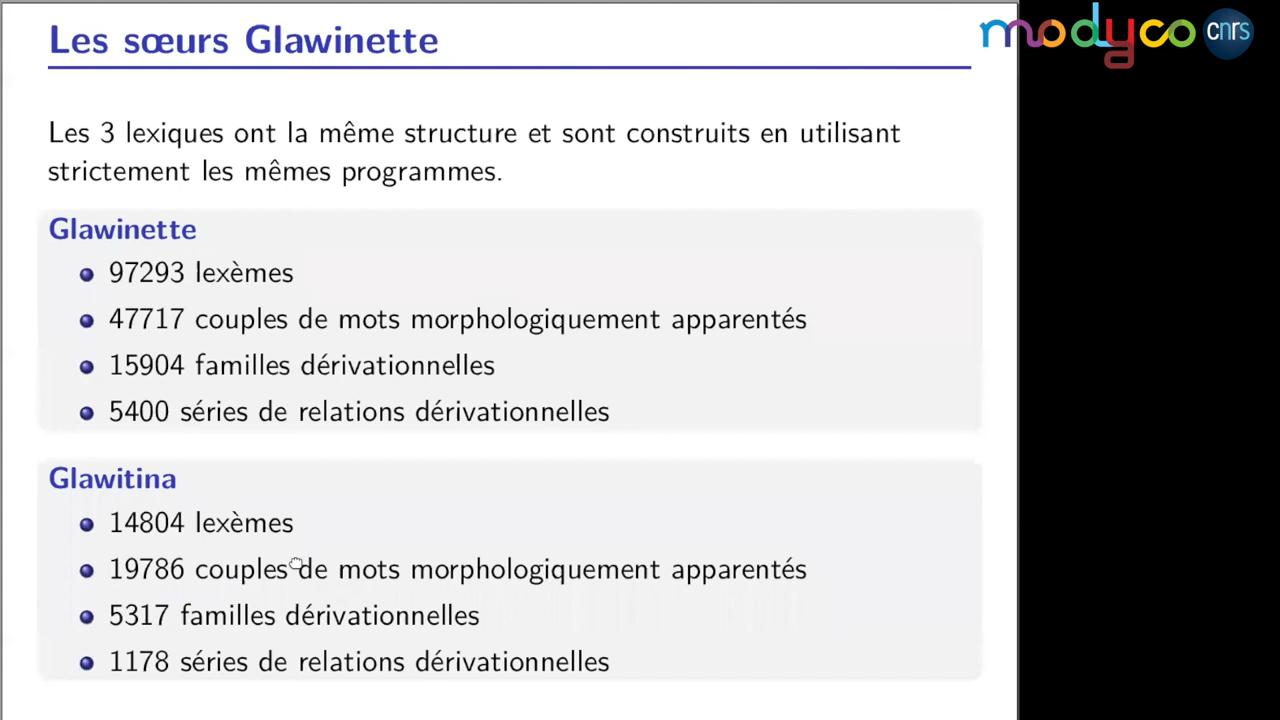 Les sœurs Glawinette
modyco cnrs
Les 3 lexiques ont la même structure et sont construits en utilisant
strictement les mêmes programmes.
Glawinette
97293 lexèmes
47717 couples de mots morphologiquement apparentés
15904 familles dérivationnelles
5400 séries de relations dérivationnelles
Glawitina
14804 lexèmes
19786 couples de mots morphologiquement apparentés
5317 familles dérivationnelles
1178 séries de relations dérivationnelles